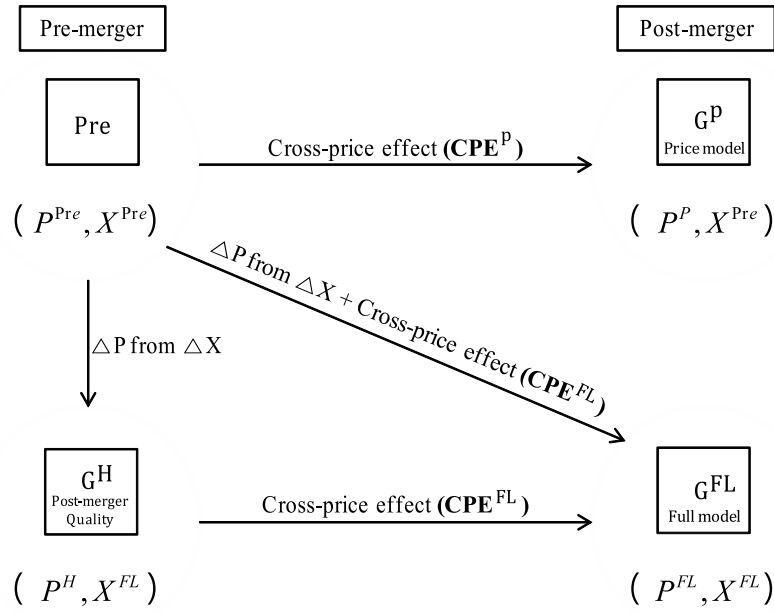 Pre-merger
Post-merger
Pre
Cross-price effect (CPE^p)
G^p
Price model
(P^Pre, X^Pre)
(P^P, X^Pre)
△P from △X + Cross-price effect (CPE^FL)
△P from △X
G^H
Post-merger
Quality
Cross-price effect (CPE^FL)
G^FL
Full model
(P^H, X^FL)
(P^FL, X^FL)